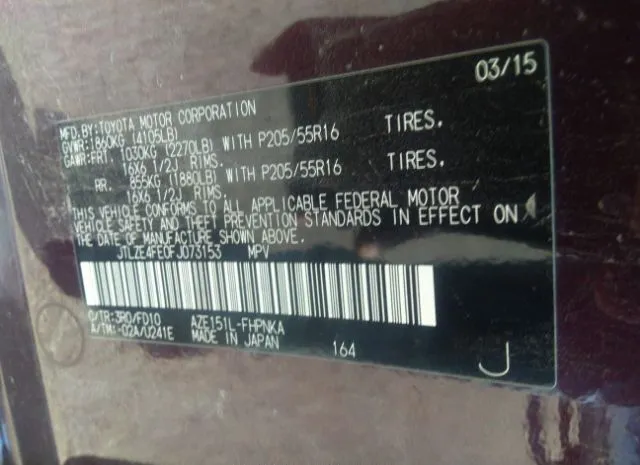 03/15
MFD.BY:TOYOTA MOTOR CORPORATION
GVWR:1860KG (4105LB)
GAWR:FRT. 1030KG (2270LB) WITH P205/55R16 TIRES.
16X6 1/2J RIMS.
RR. 855KG (1880LB) WITH P205/55R16 TIRES.
16X6 1/2J RIMS.
THIS VEHICLE CONFORMS TO ALL APPLICABLE FEDERAL MOTOR
VEHICLE SAFETY AND THEFT PREVENTION STANDARDS IN EFFECT ON
THE DATE OF MANUFACTURE SHOWN ABOVE.
JTLZE4FE0FJ073153 MPV
C/TR:3R0/FD10 AZE151L-FHPNKA
A/TM:-02A/U241E MADE IN JAPAN
164
J